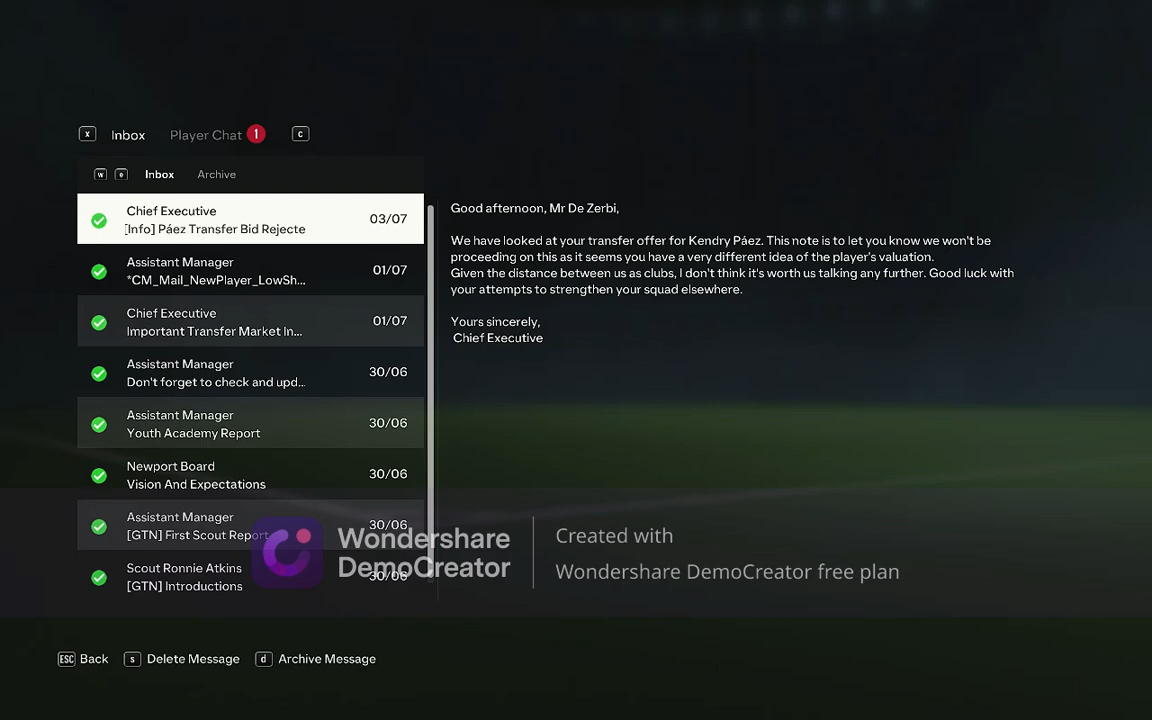 X Inbox Player Chat 1 C
W e Inbox Archive
Chief Executive
[Info] Páez Transfer Bid Rejecte
03/07
Assistant Manager
*CM_Mail_NewPlayer_LowSh...
01/07
Chief Executive
Important Transfer Market In...
01/07
Assistant Manager
Don't forget to check and upd...
30/06
Assistant Manager
Youth Academy Report
30/06
Newport Board
Vision And Expectations
30/06
Assistant Manager
[GTN] First Scout Report
30/06
Scout Ronnie Atkins
[GTN] Introductions
30/06
Good afternoon, Mr De Zerbi,
We have looked at your transfer offer for Kendry Páez. This note is to let you know we won't be
proceeding on this as it seems you have a very different idea of the player's valuation.
Given the distance between us as clubs, I don't think it's worth us talking any further. Good luck with
your attempts to strengthen your squad elsewhere.
Yours sincerely,
Chief Executive
Wondershare
DemoCreator
Created with
Wondershare DemoCreator free plan
ESC Back s Delete Message d Archive Message